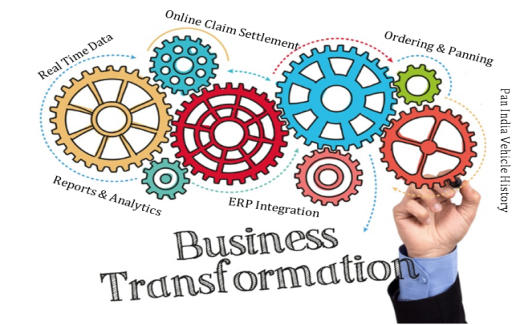 Real Time Data
Online Claim Settlement
Ordering & Panning
Pan India Vehicle History
Reports & Analytics
ERP Integration
Business
Transformation